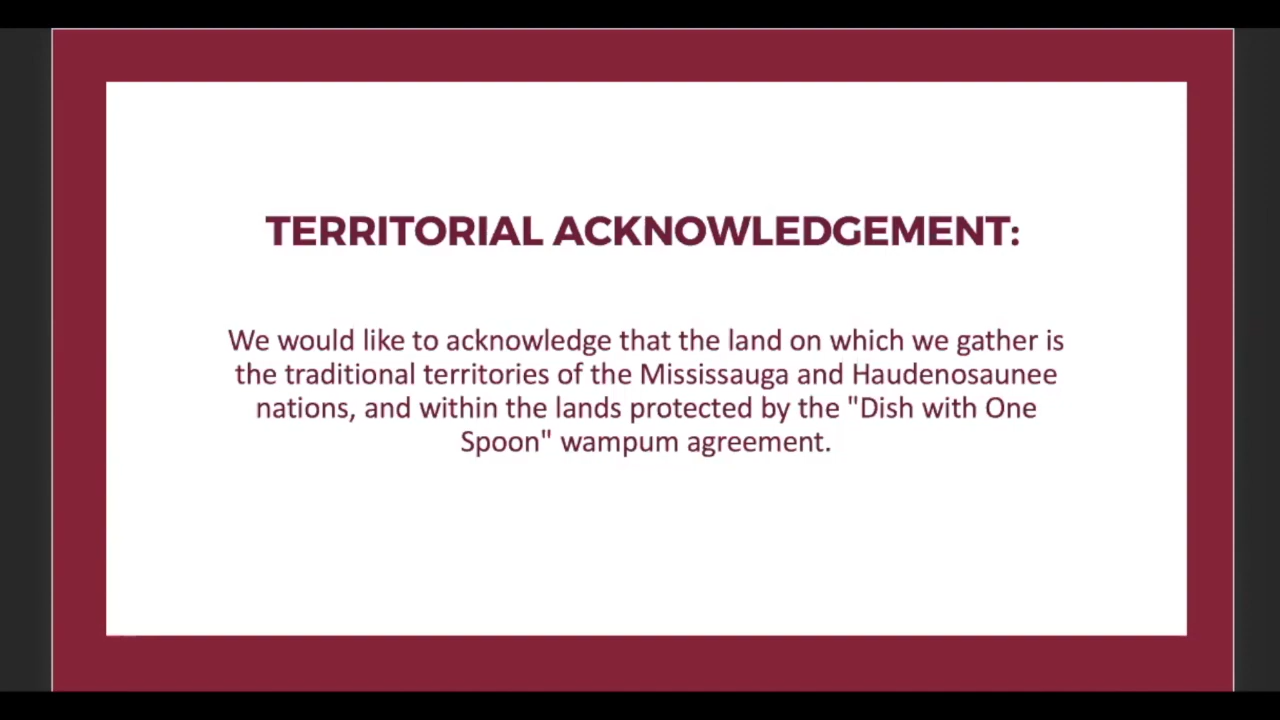 TERRITORIAL ACKNOWLEDGEMENT:
We would like to acknowledge that the land on which we gather is
the traditional territories of the Mississauga and Haudenosaunee
nations, and within the lands protected by the "Dish with One
Spoon" wampum agreement.